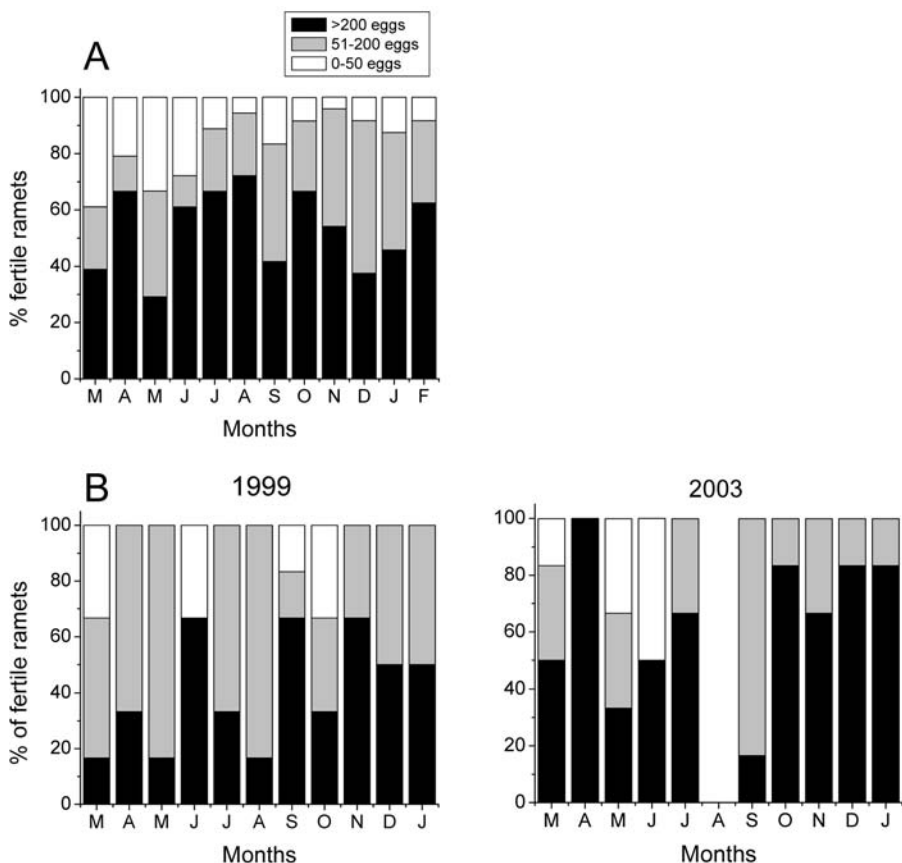 A
>200 eggs
51-200 eggs
0-50 eggs
% fertile ramets
100
80
60
40
20
0
M A M J J A S O N D J F
Months
B
1999
% of fertile ramets
100
80
60
40
20
0
M A M J J A S O N D J
Months
2003
100
80
60
40
20
0
M A M J J A S O N D J
Months